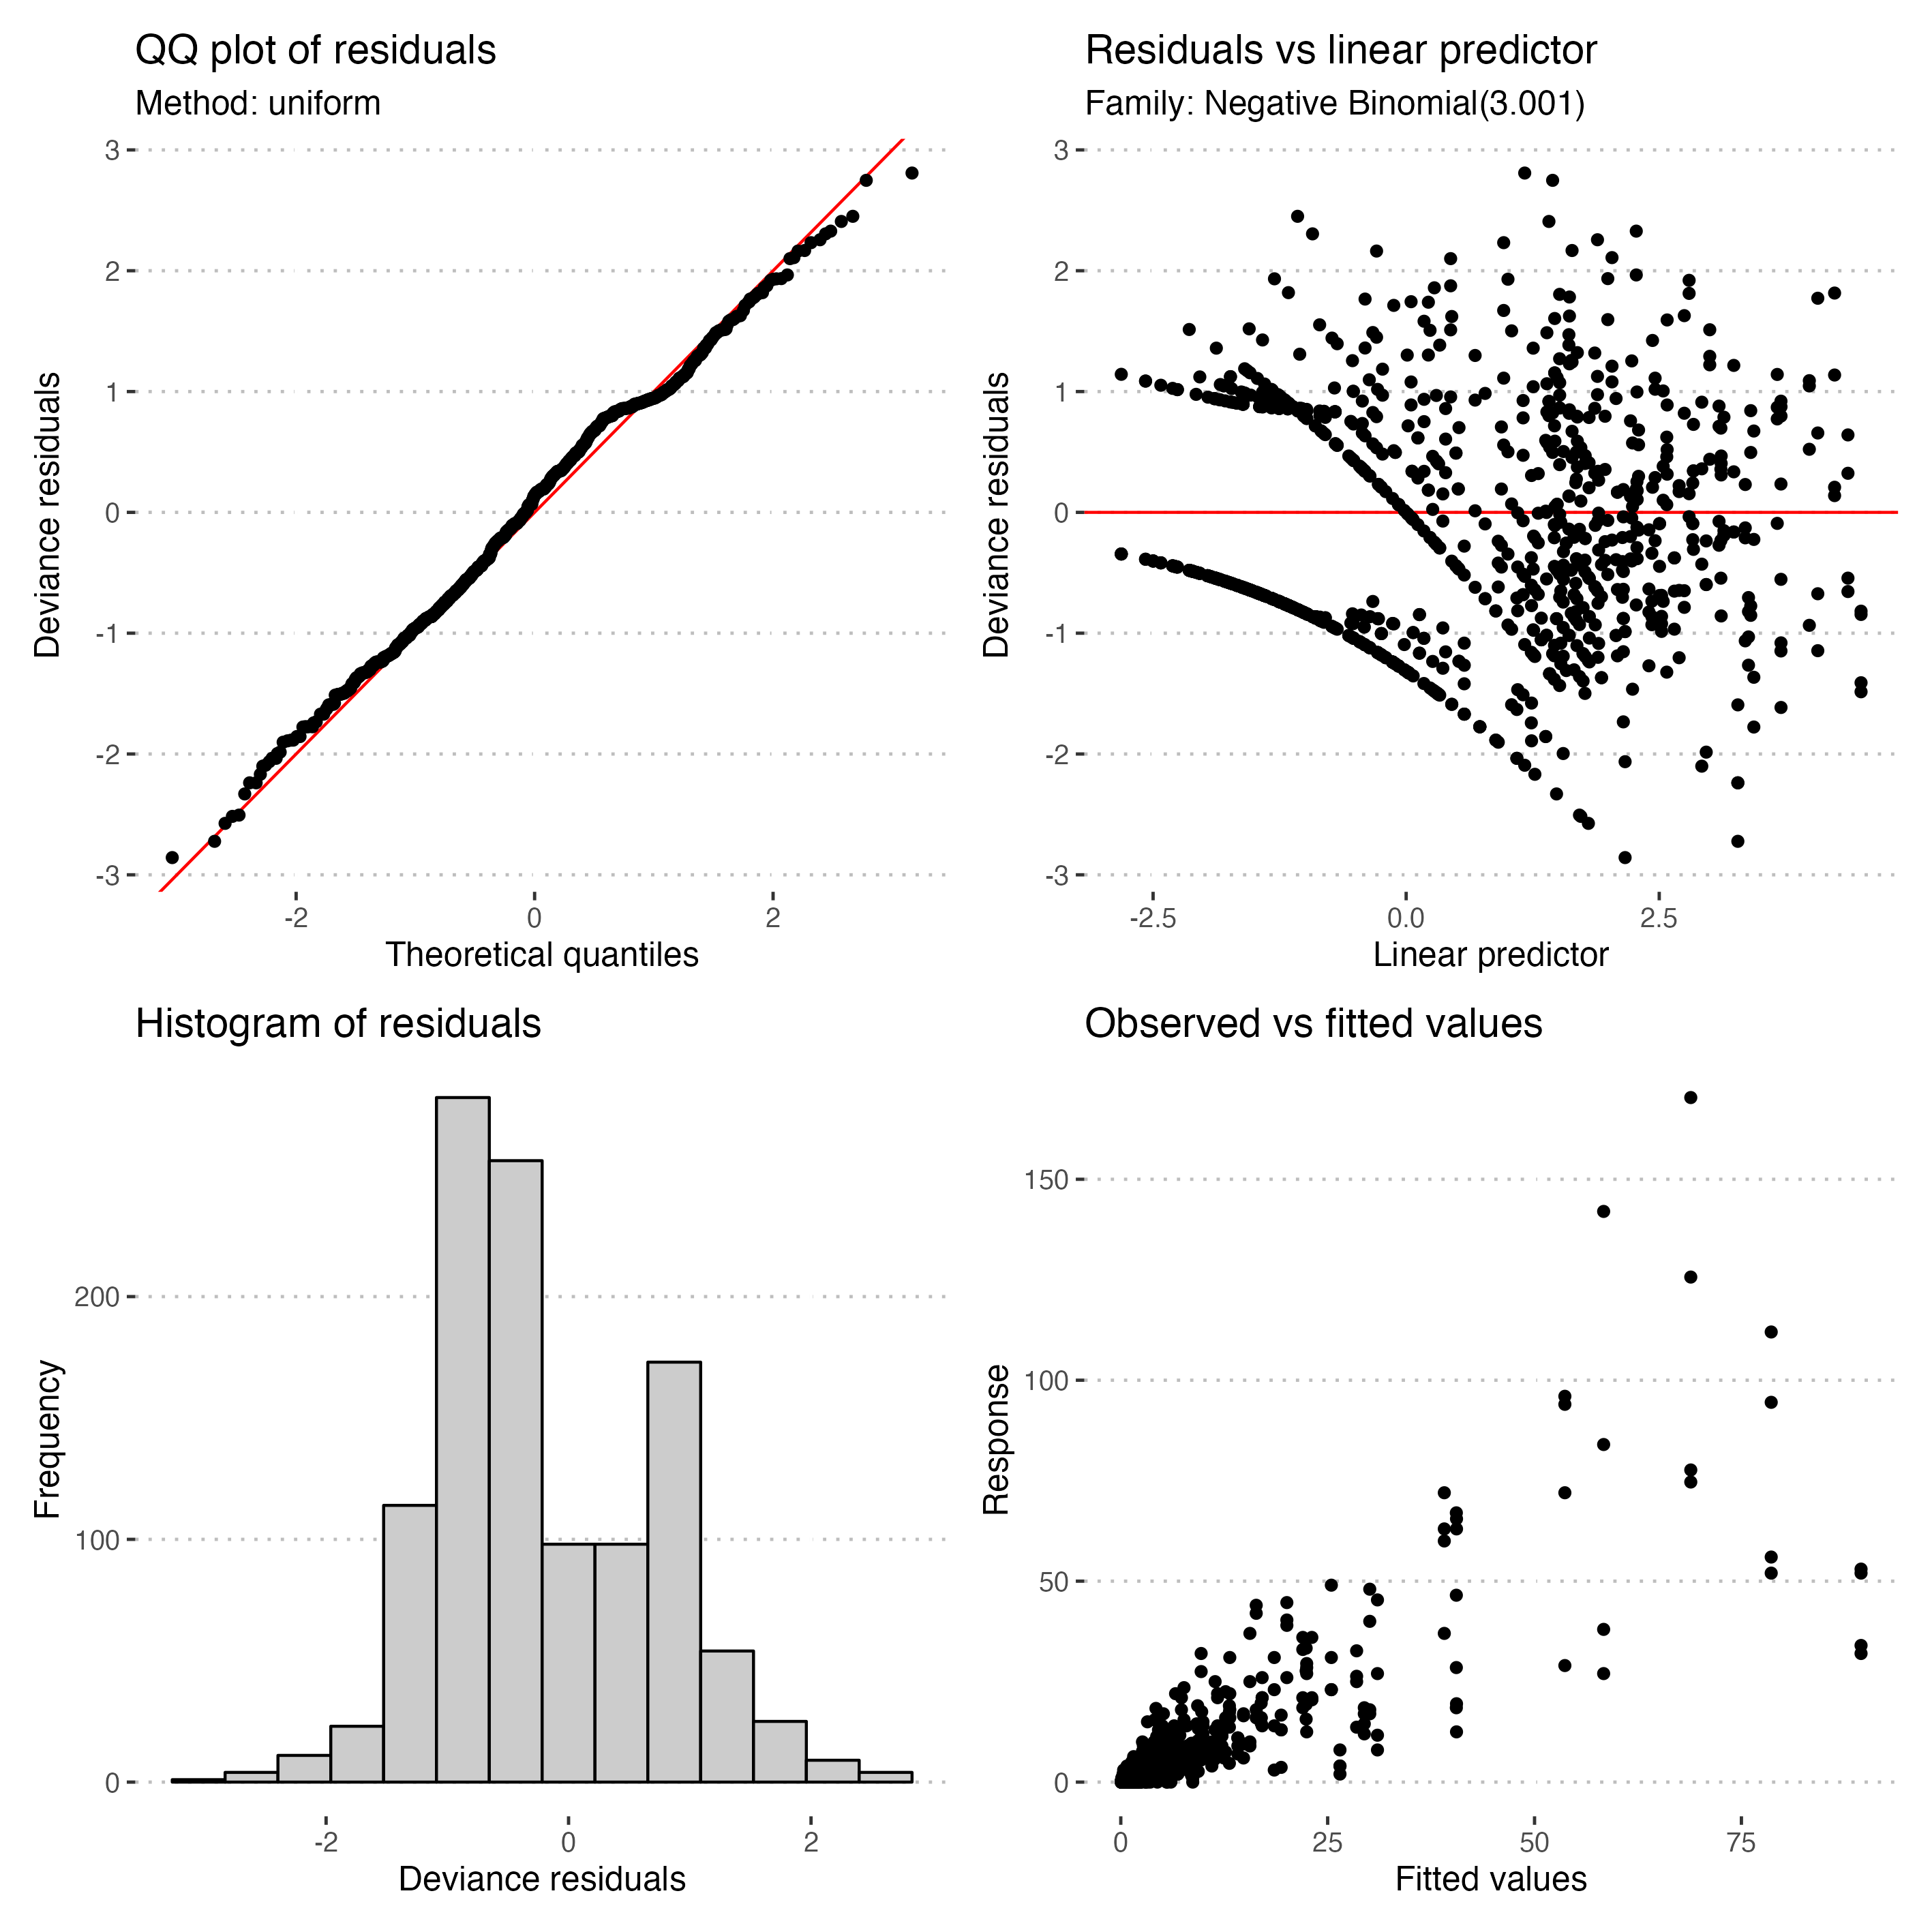 QQ plot of residuals
Method: uniform
3
2
1
0
-1
-2
-3
-2
0
2
Deviance residuals
Theoretical quantiles
Residuals vs linear predictor
Family: Negative Binomial(3.001)
3
2
1
0
-1
-2
-3
-2.5
0.0
2.5
Deviance residuals
Linear predictor
Histogram of residuals
200
100
0
-2
0
2
Frequency
Deviance residuals
Observed vs fitted values
150
100
50
0
0
25
50
75
Response
Fitted values